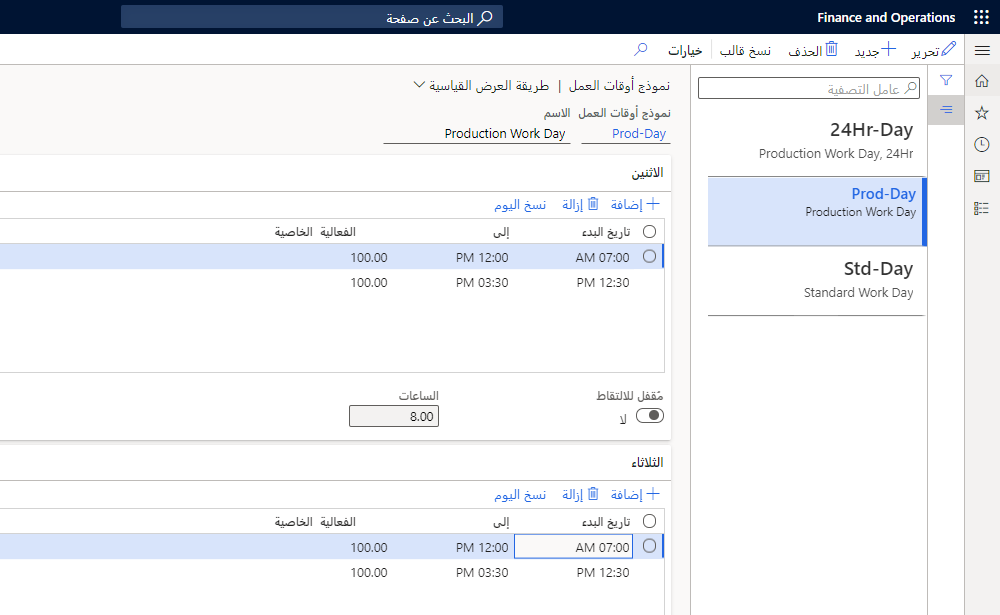 Finance and Operations
البحث عن صفحة
تحرير
جديد
الحذف
نسخ قالب
خيارات
عامل التصفية
24Hr-Day
Production Work Day, 24Hr
Prod-Day
Production Work Day
Std-Day
Standard Work Day
نموذج أوقات العمل | طريقة العرض القياسية
نموذج أوقات العمل الاسم
Prod-Day Production Work Day
الاثنين
إضافة إزالة نسخ اليوم
تاريخ البدء إلى الفعالية الخاصية
07:00 AM 12:00 PM 100.00
12:30 PM 03:30 PM 100.00
مُقفل للالتقاط الساعات
لا 8.00
الثلاثاء
إضافة إزالة نسخ اليوم
تاريخ البدء إلى الفعالية الخاصية
07:00 AM 12:00 PM 100.00
12:30 PM 03:30 PM 100.00